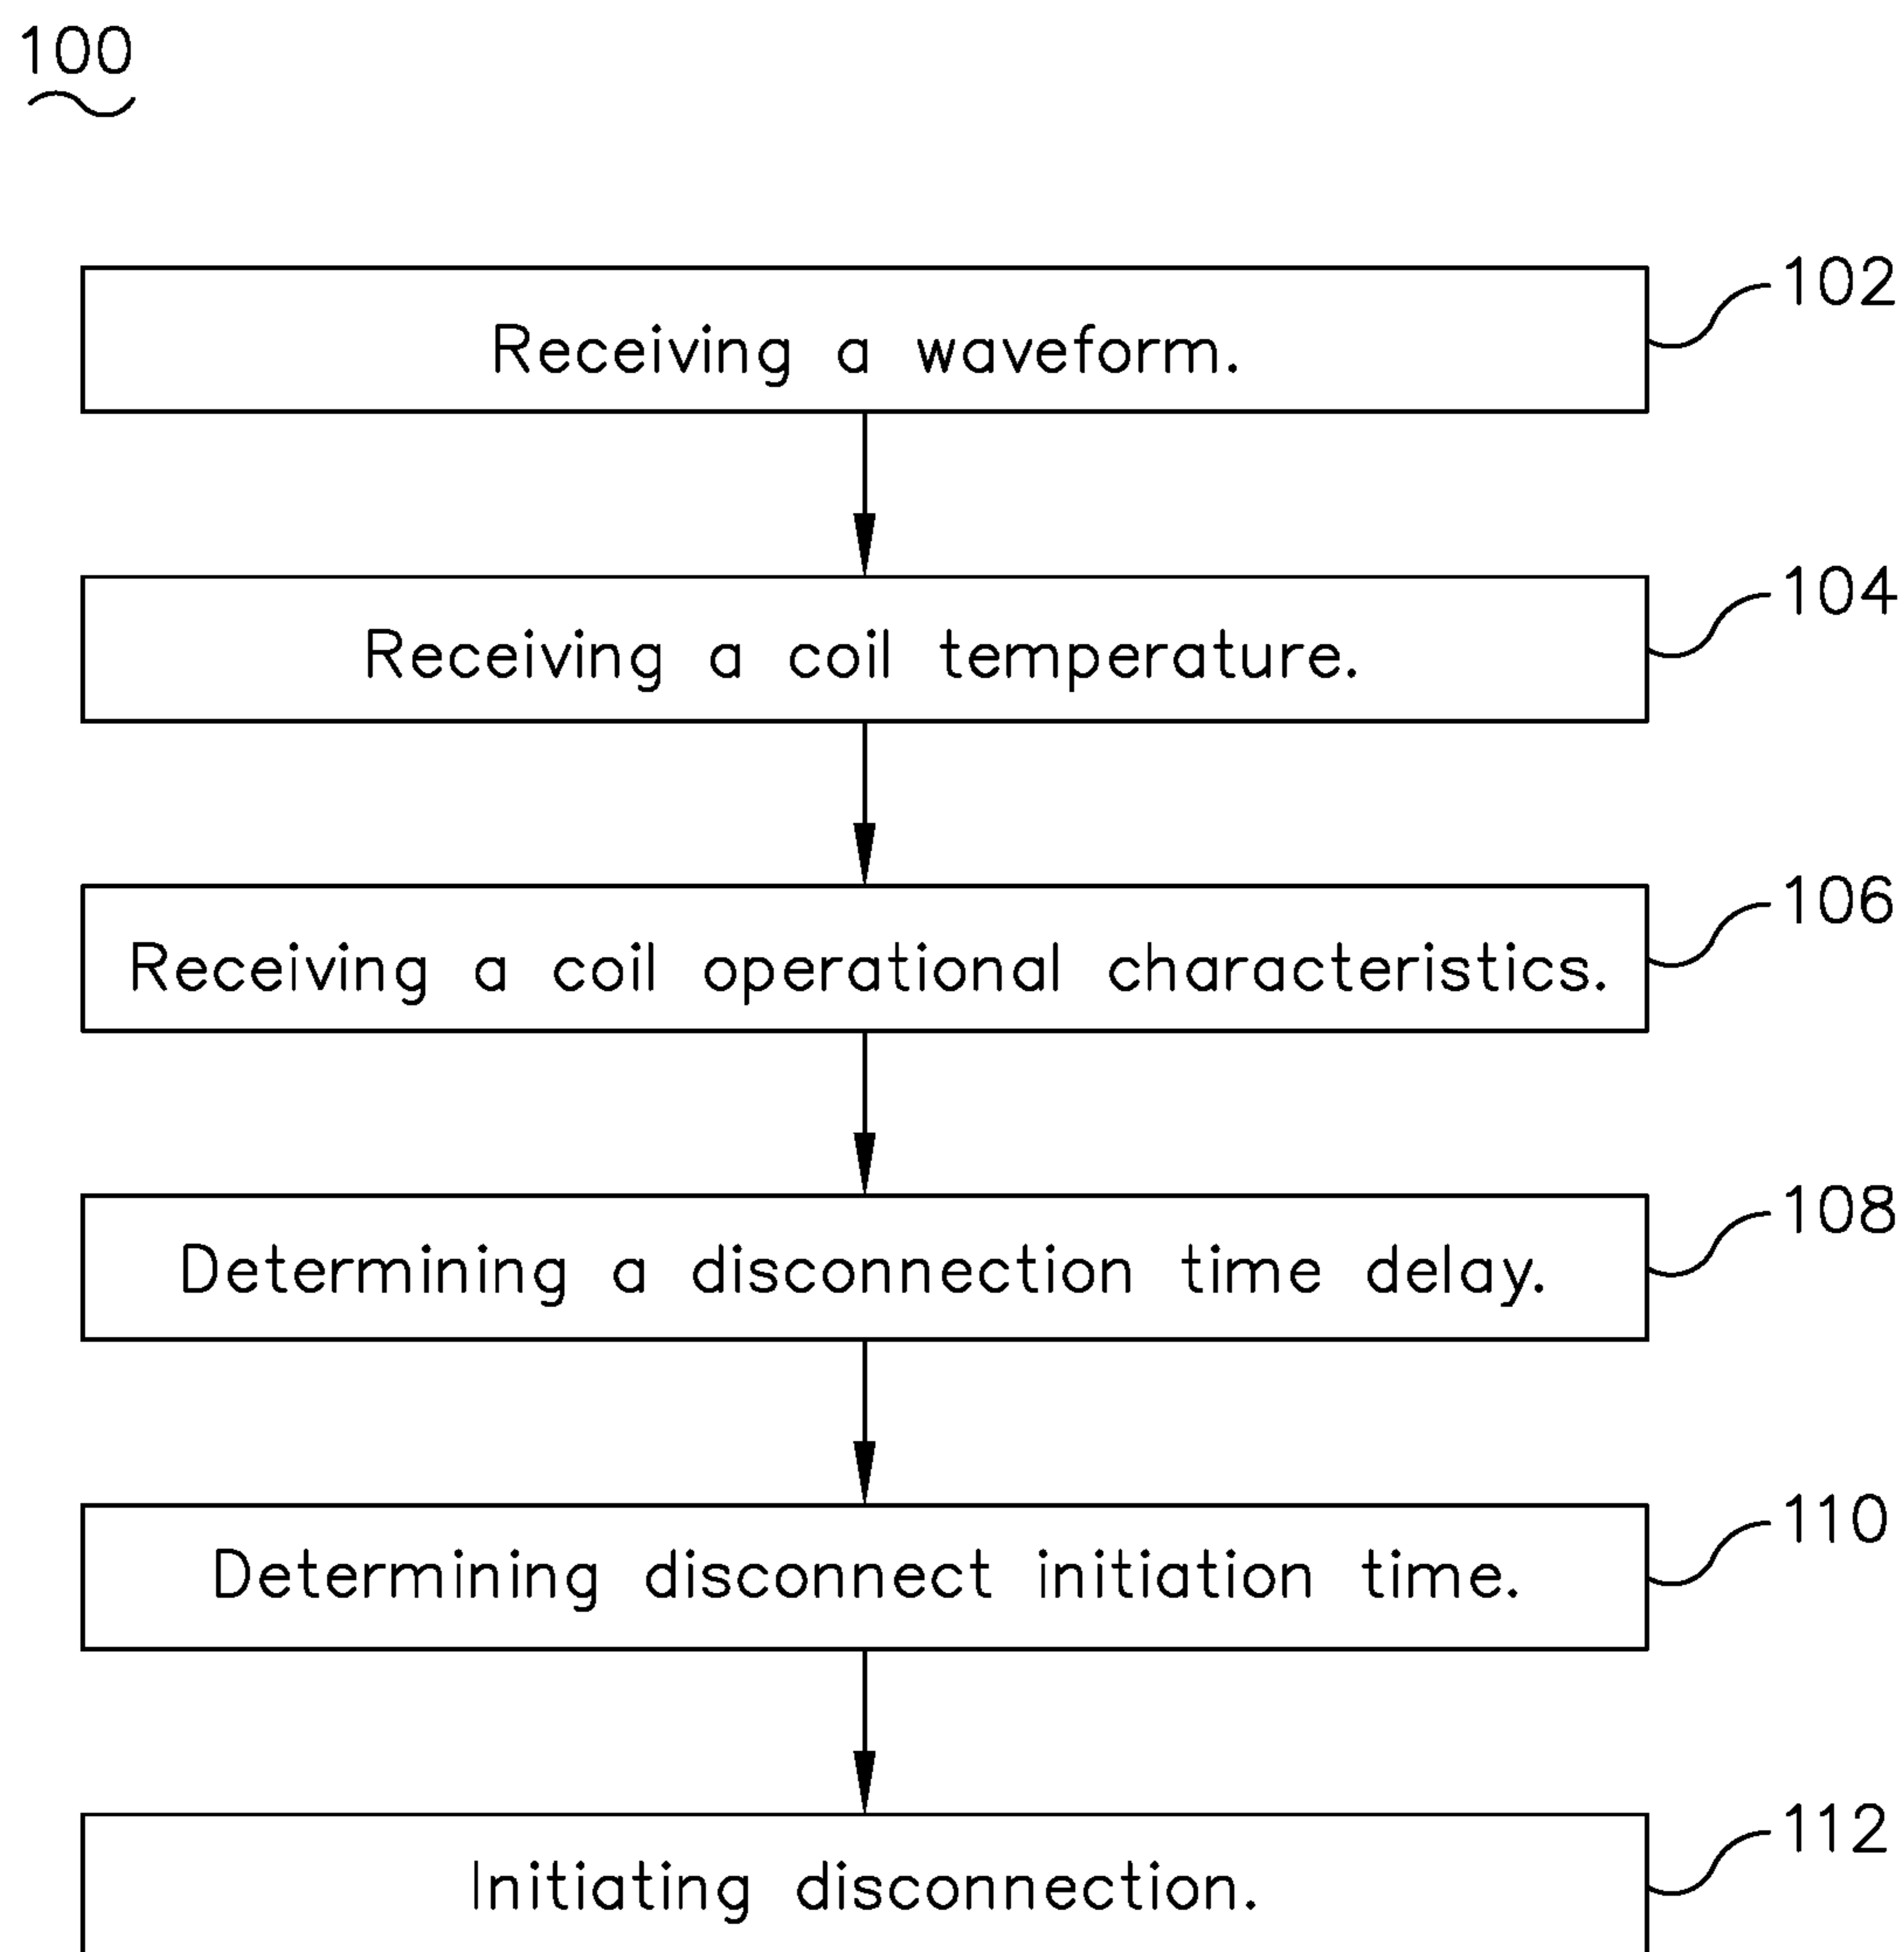 100
Receiving a waveform.
102
Receiving a coil temperature.
104
Receiving a coil operational characteristics.
106
Determining a disconnection time delay.
108
Determining disconnect initiation time.
110
Initiating disconnection.
112